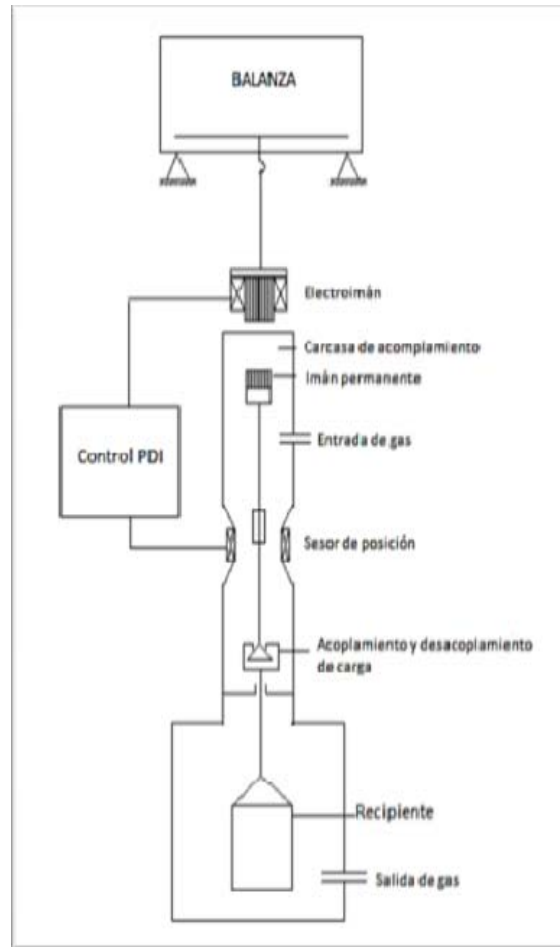 BALANZA
Electroimán
Carcasa de acomplamiento
Imán permanente
Entrada de gas
Control PDI
Sesor de posición
Acoplamiento y desacoplamiento
de carga
Recipiente
Salida de gas